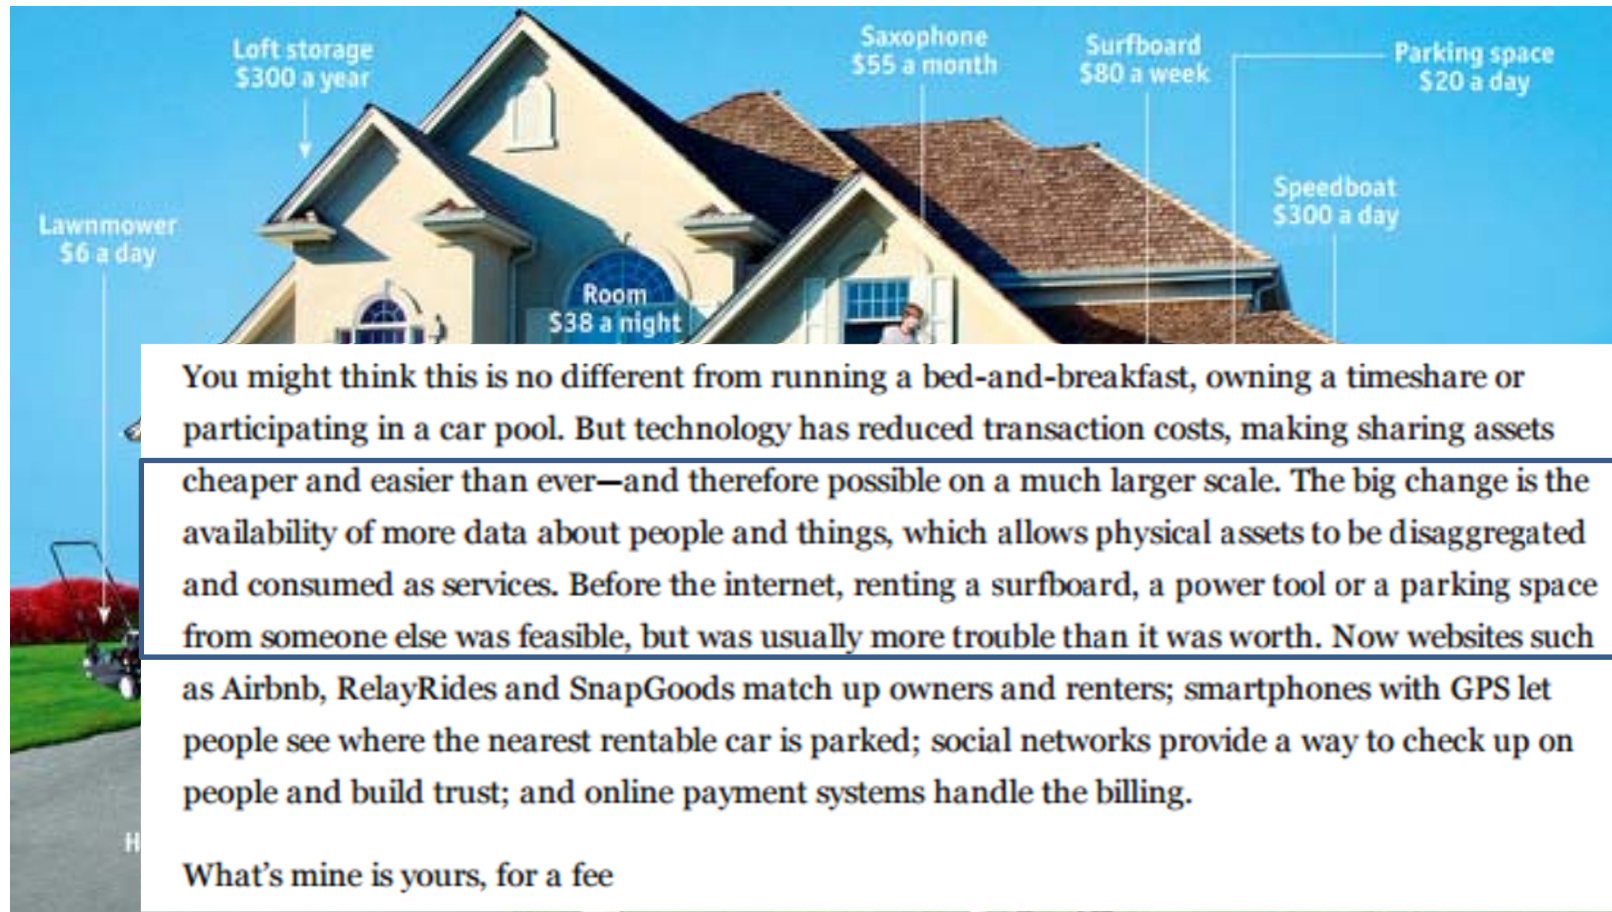 Loft storage
$300 a year
Saxophone
$55 a month
Surfboard
$80 a week
Parking space
$20 a day
Speedboat
$300 a day
Lawnmower
$6 a day
Room
$38 a night
You might think this is no different from running a bed-and-breakfast, owning a timeshare or
participating in a car pool. But technology has reduced transaction costs, making sharing assets
cheaper and easier than ever—and therefore possible on a much larger scale. The big change is the
availability of more data about people and things, which allows physical assets to be disaggregated
and consumed as services. Before the internet, renting a surfboard, a power tool or a parking space
from someone else was feasible, but was usually more trouble than it was worth. Now websites such
as Airbnb, RelayRides and SnapGoods match up owners and renters; smartphones with GPS let
people see where the nearest rentable car is parked; social networks provide a way to check up on
people and build trust; and online payment systems handle the billing.
What's mine is yours, for a fee